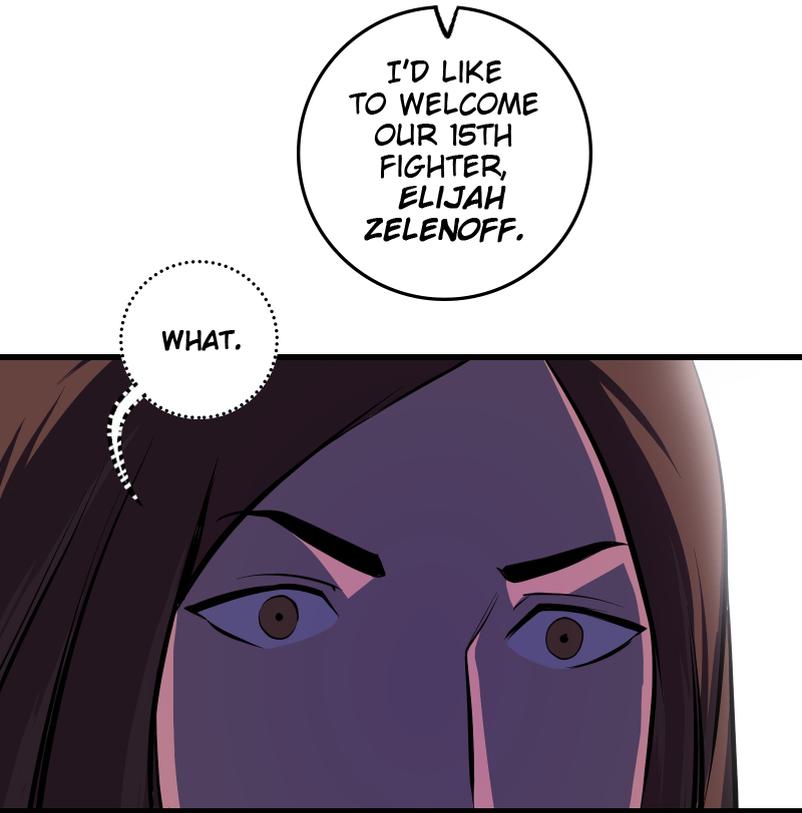 I'D LIKE
TO WELCOME
OUR 15TH
FIGHTER,
ELIJAH
ZELENOFF.
WHAT.